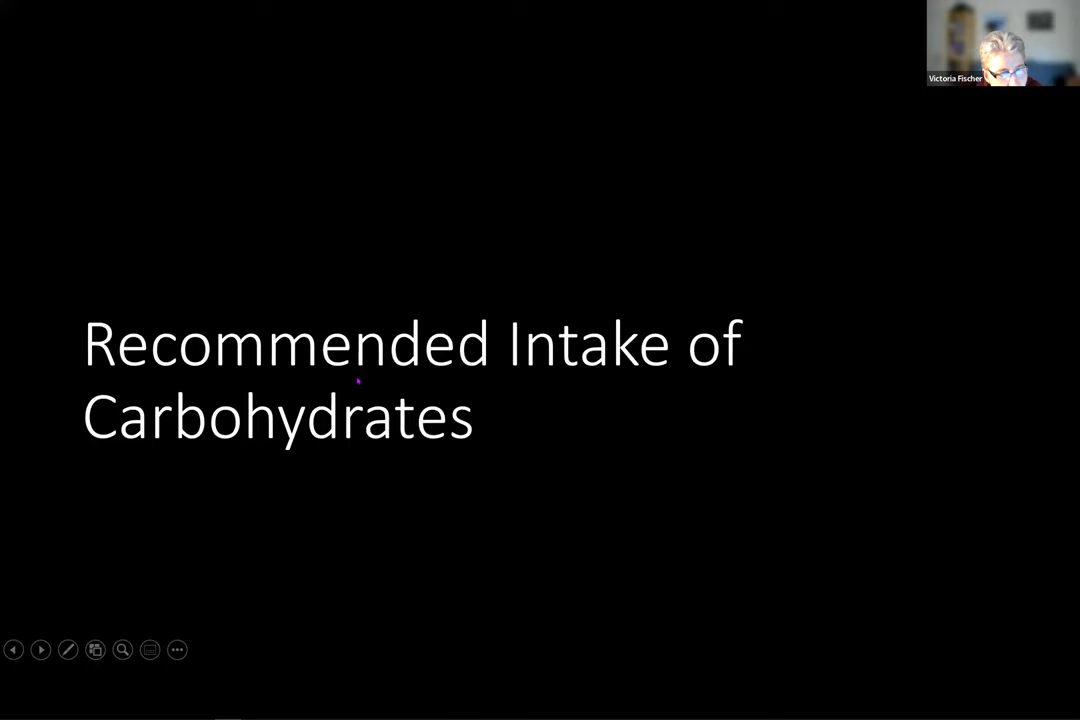 Victoria Fischer
Recommended Intake of
Carbohydrates